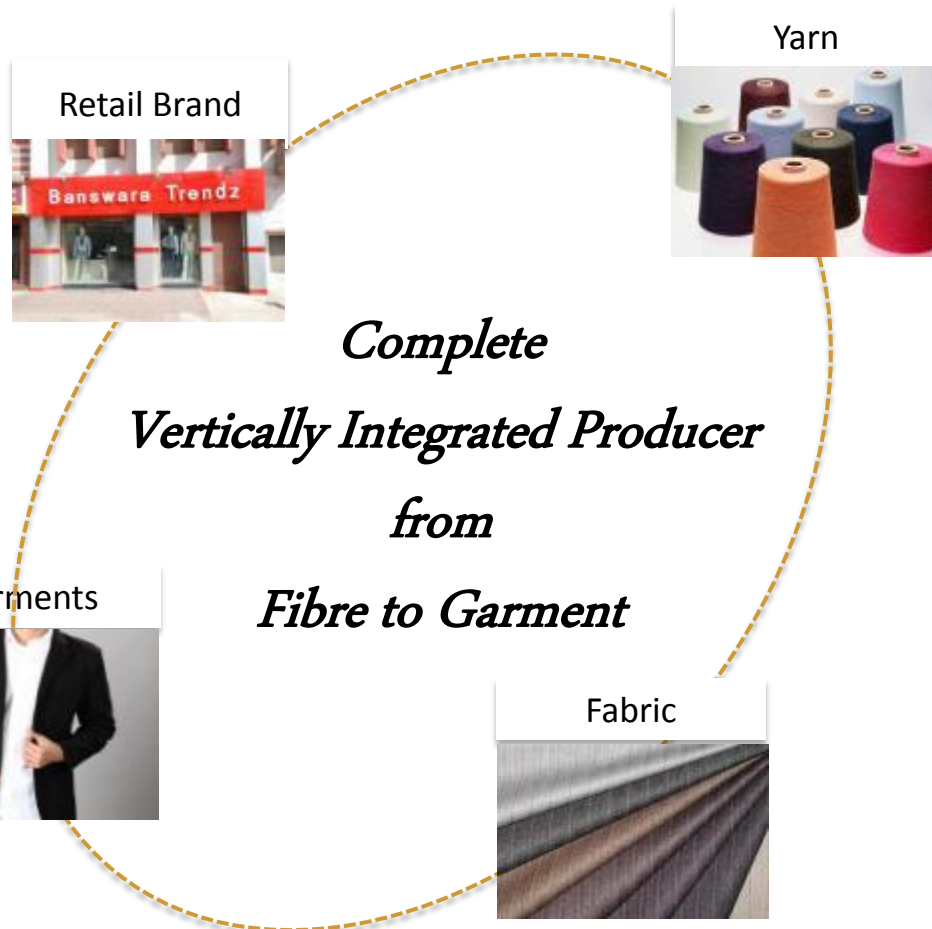 Yarn
Retail Brand
Banswara Trendz
Complete
Vertically Integrated Producer
from
Fibre to Garment
rments
Fabric